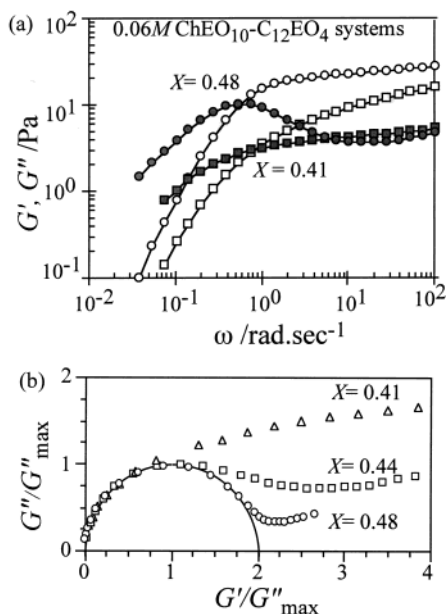 (a)
0.06M ChEO₁₀-C₁₂EO₄ systems
G', G" /Pa
10²
10¹
10⁰
10⁻¹
X = 0.48
X = 0.41
10⁻² 10⁻¹ 10⁰ 10¹ 10²
ω /rad.sec⁻¹
(b)
G"/G"max
2
1
0
X = 0.41
X = 0.44
X = 0.48
0 1 2 3 4
G'/G"max